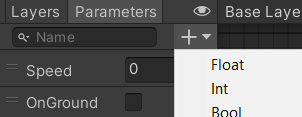 Layers Parameters Base Laye
Name
Float
Speed 0
Int
OnGround
Bool